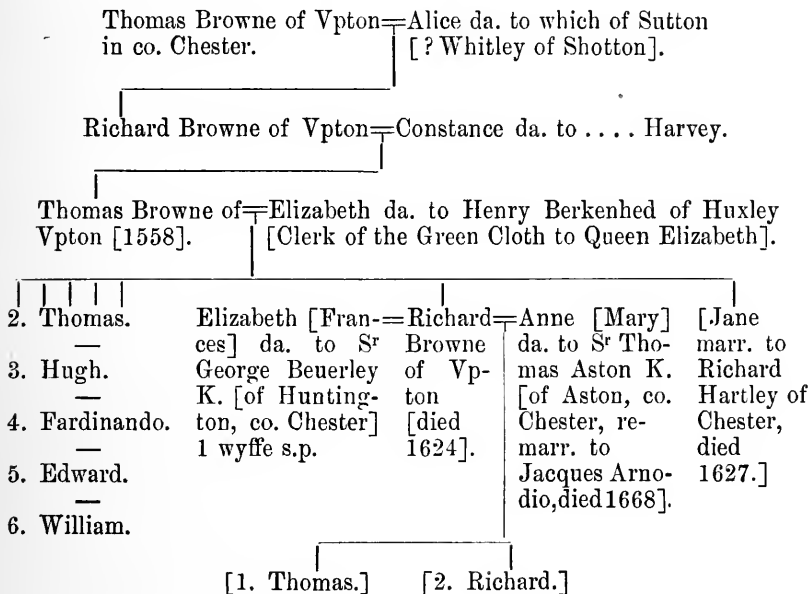 Thomas Browne of Vpton=Alice da. to which of Sutton
in co. Chester. [? Whitley of Shotton].
Richard Browne of Vpton=Constance da. to .... Harvey.
Thomas Browne of=Elizabeth da. to Henry Berkenhed of Huxley
Vpton [1558]. [Clerk of the Green Cloth to Queen Elizabeth].
2. Thomas.
—
3. Hugh.
—
4. Fardinando.
—
5. Edward.
—
6. William.
Elizabeth [Fran-
ces] da. to Sr
George Beuerley
K. [of Hunting-
ton, co. Chester]
1 wyffe s.p.
=Richard=
Browne
of Vp-
ton
[died
1624].
Anne [Mary]
da. to Sr Tho-
mas Aston K.
[of Aston, co.
Chester, re-
marr. to
Jacques Arno-
dio,died 1668].
[Jane
marr. to
Richard
Hartley of
Chester,
died
1627.]
[1. Thomas.] [2. Richard.]